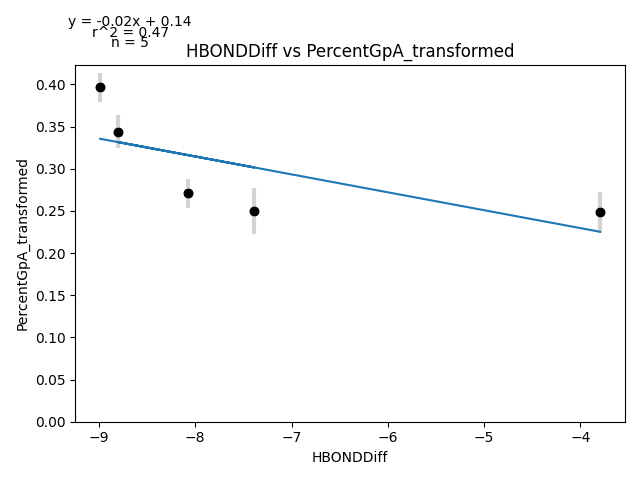 y = -0.02x + 0.14
r^2 = 0.47
n = 5
HBONDDiff vs PercentGpA_transformed
PercentGpA_transformed
0.40
0.35
0.30
0.25
0.20
0.15
0.10
0.05
0.00
−9 −8 −7 −6 −5 −4
HBONDDiff